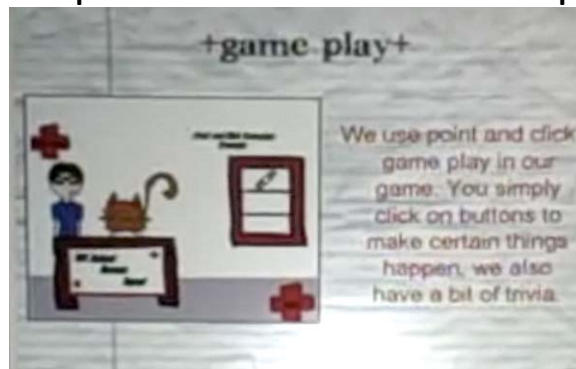 +game play+
We use point and click
game play in our
game. You simply
click on buttons to
make certain things
happen, we also
have a bit of trivia.